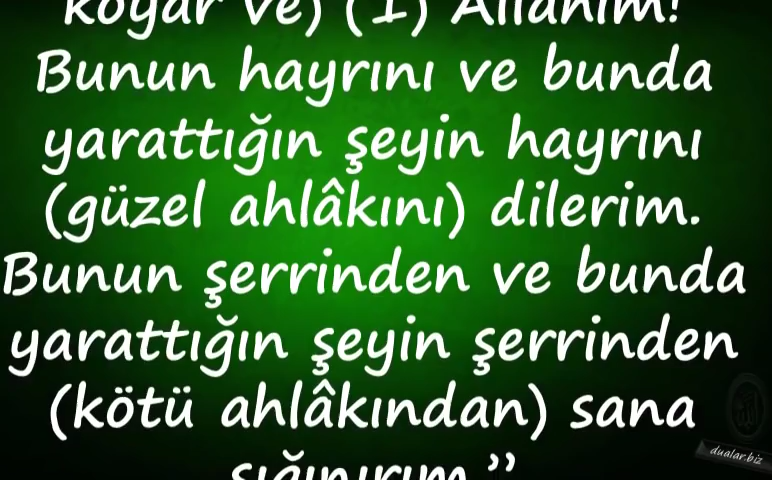 koyar ve) (1) Allahım!
Bunun hayrını ve bunda
yarattığın şeyin hayrını
(güzel ahlâkını) dilerim.
Bunun şerrinden ve bunda
yarattığın şeyin şerrinden
(kötü ahlâkından) sana
sığınırım.’’
dualar.biz